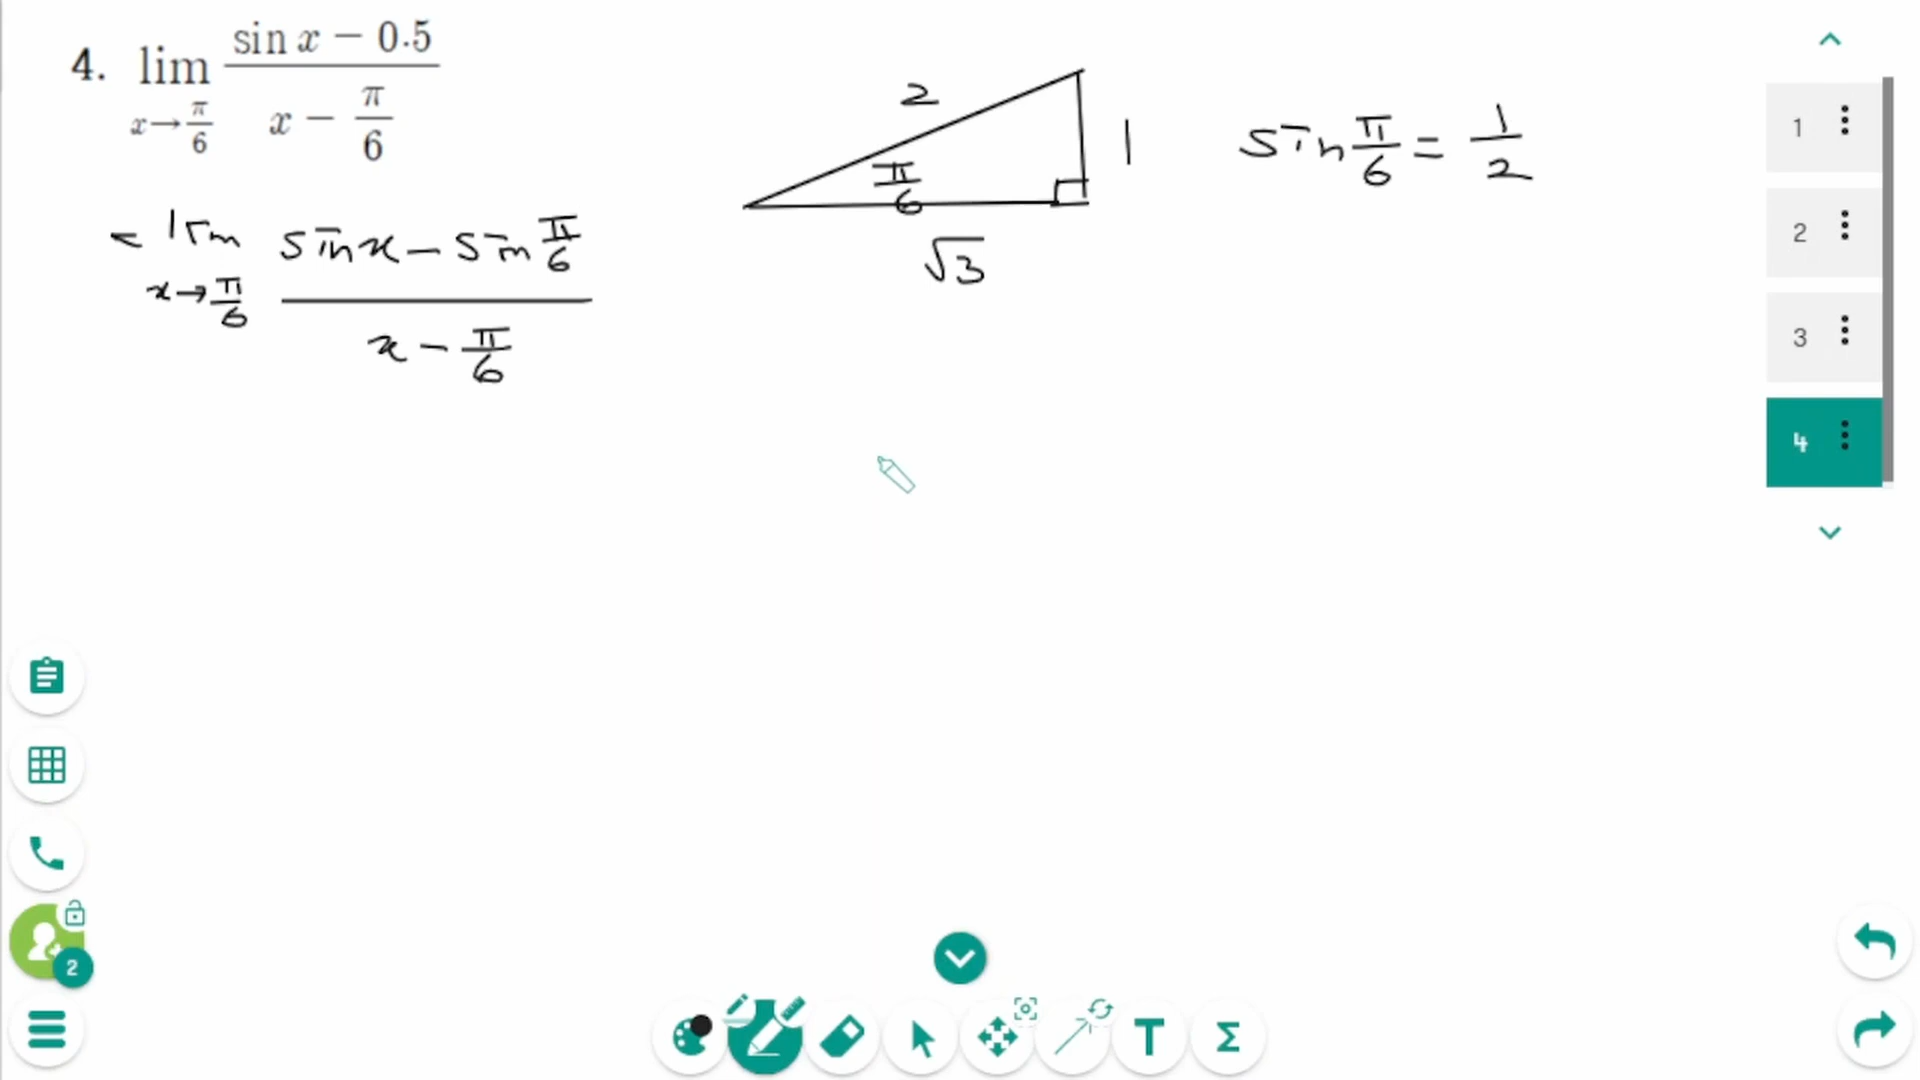 4. lim x→π/6 (sin x − 0.5)/(x − π/6)
= lim x→π/6 (sin x − sin π/6)/(x − π/6)
2
π/6
1
√3
sin π/6 = 1/2
1
2
3
4
2
T
Σ